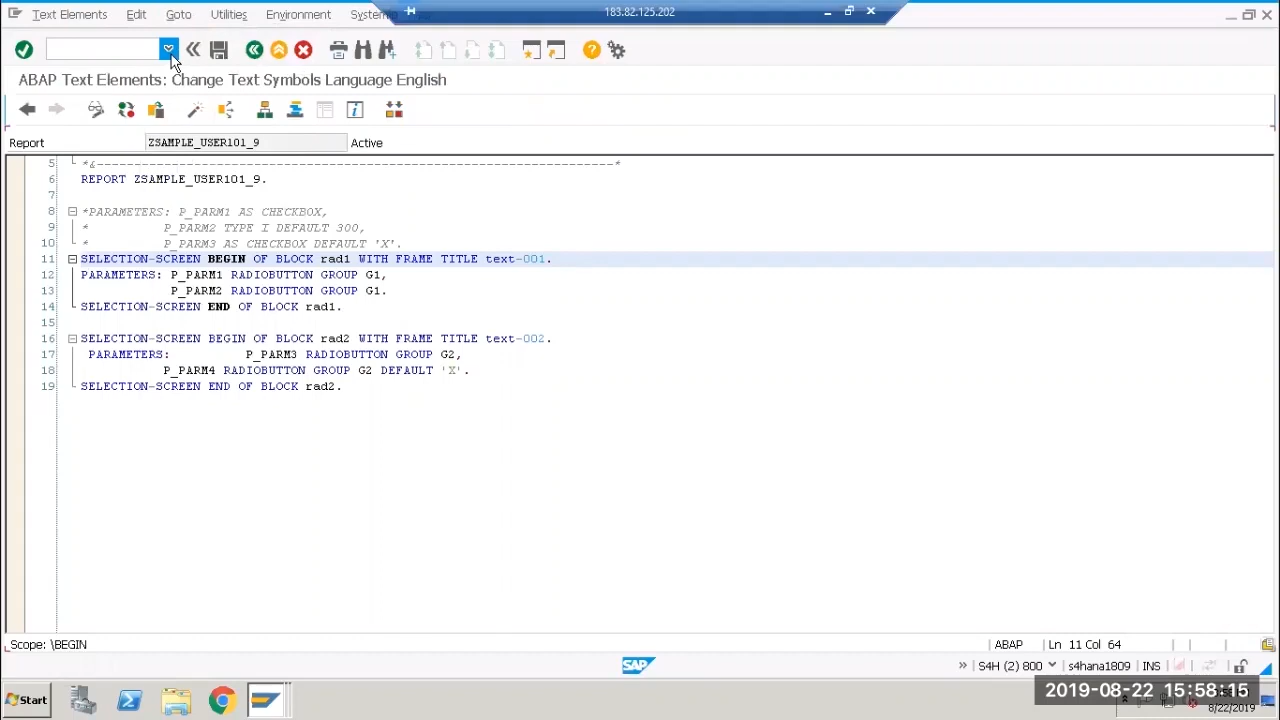 Text Elements Edit Goto Utilities Environment System 183.82.125.202
ABAP Text Elements: Change Text Symbols Language English
Report ZSAMPLE_USER101_9 Active
5 *&---------------------------------------------------------------------*
6 REPORT ZSAMPLE_USER101_9.
7
8 *PARAMETERS: P_PARM1 AS CHECKBOX,
9 * P_PARM2 TYPE I DEFAULT 300,
10 * P_PARM3 AS CHECKBOX DEFAULT 'X'.
11 SELECTION-SCREEN BEGIN OF BLOCK rad1 WITH FRAME TITLE text-001.
12 PARAMETERS: P_PARM1 RADIOBUTTON GROUP G1,
13 P_PARM2 RADIOBUTTON GROUP G1.
14 SELECTION-SCREEN END OF BLOCK rad1.
15
16 SELECTION-SCREEN BEGIN OF BLOCK rad2 WITH FRAME TITLE text-002.
17 PARAMETERS: P_PARM3 RADIOBUTTON GROUP G2,
18 P_PARM4 RADIOBUTTON GROUP G2 DEFAULT 'X'.
19 SELECTION-SCREEN END OF BLOCK rad2.
Scope: \BEGIN ABAP Ln 11 Col 64
SAP S4H (2) 800 s4hana1809 INS
Start 2019-08-22 15:58:15
8/22/2019